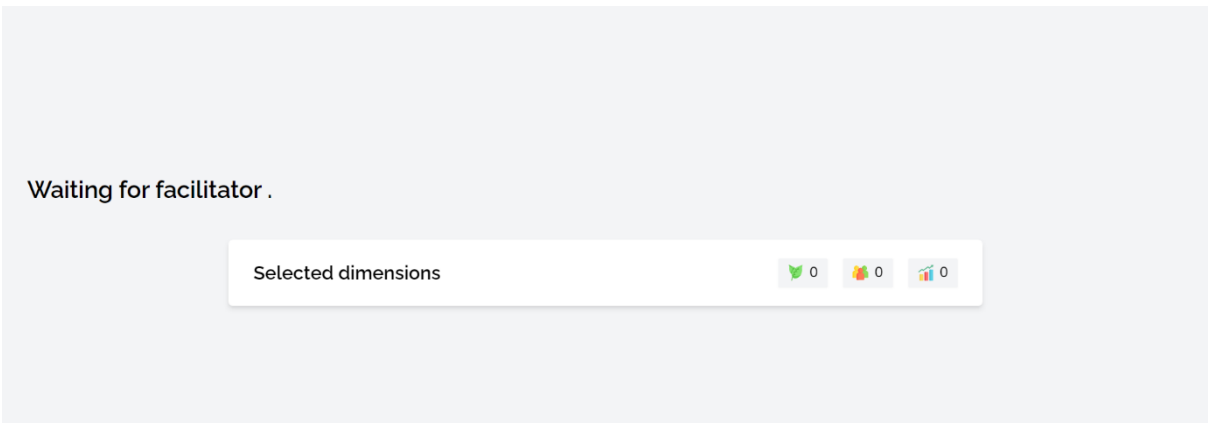 Waiting for facilitator .
Selected dimensions 0 0 0